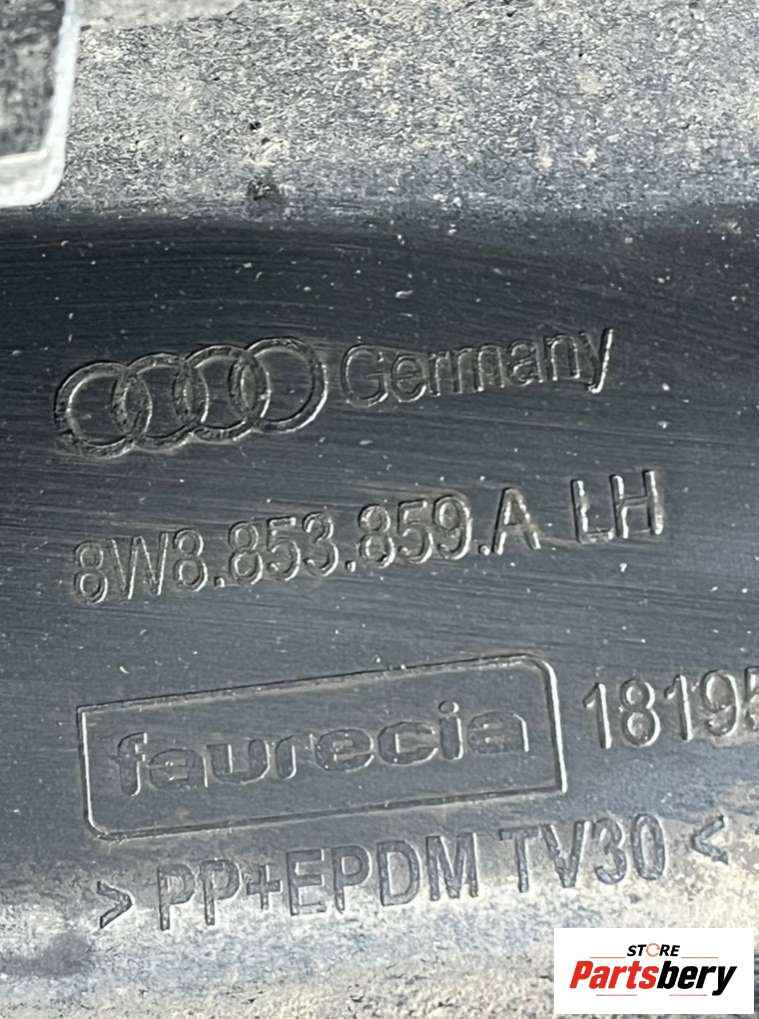 Germany
8W8.853.859.A LH
faurecia 18195
> PP+EPDM TV30 <
STORE
Partsbery